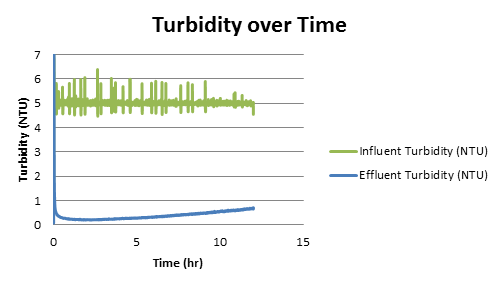 Turbidity over Time
7
6
5
4
3
2
1
0
Turbidity (NTU)
0 5 10 15
Time (hr)
Influent Turbidity (NTU)
Effluent Turbidity (NTU)